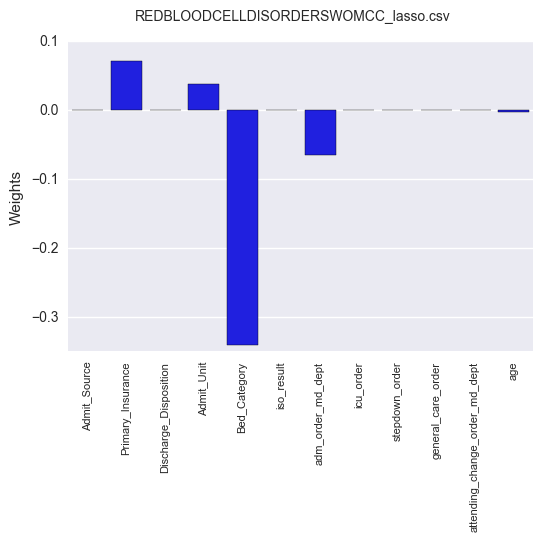 REDBLOODCELLDISORDERSWOMCC_lasso.csv
0.1
0.0
−0.1
−0.2
−0.3
Weights
Admit_Source
Primary_Insurance
Discharge_Disposition
Admit_Unit
Bed_Category
iso_result
adm_order_md_dept
icu_order
stepdown_order
general_care_order
attending_change_order_md_dept
age